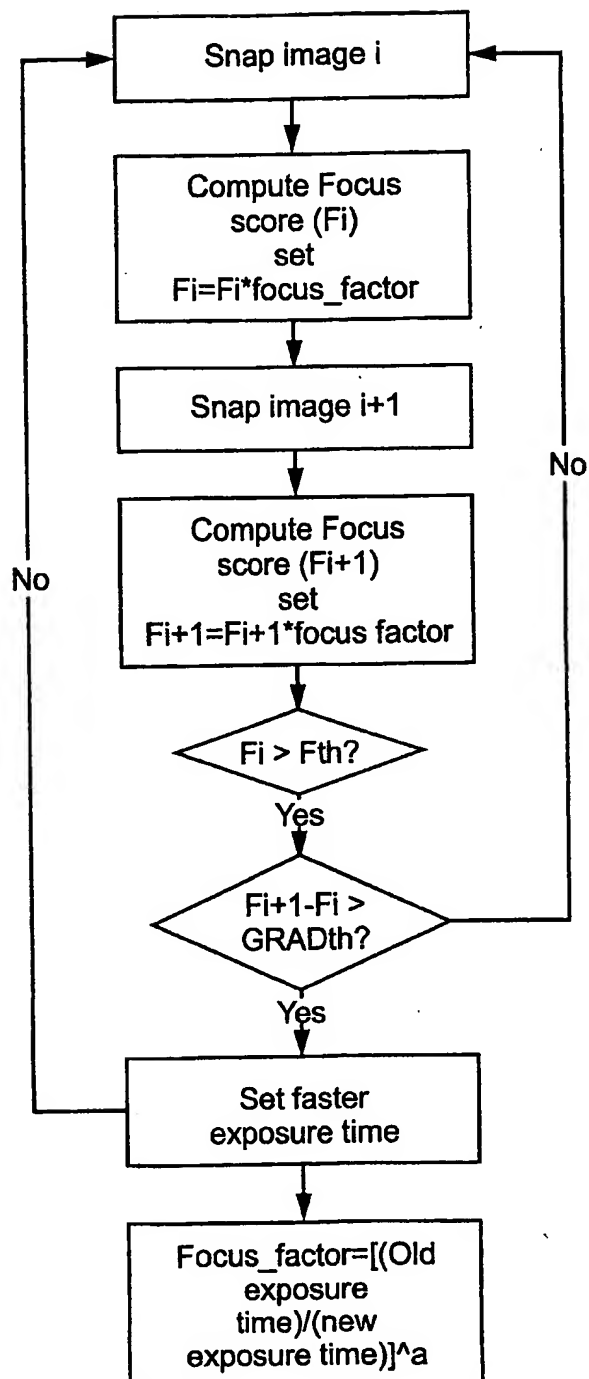 Snap image i
Compute Focus
score (Fi)
set
Fi=Fi*focus_factor
Snap image i+1
Compute Focus
score (Fi+1)
set
Fi+1=Fi+1*focus factor
No
No
Fi > Fth?
Yes
Fi+1-Fi >
GRADth?
Yes
Set faster
exposure time
Focus_factor=[(Old
exposure
time)/(new
exposure time)]^a